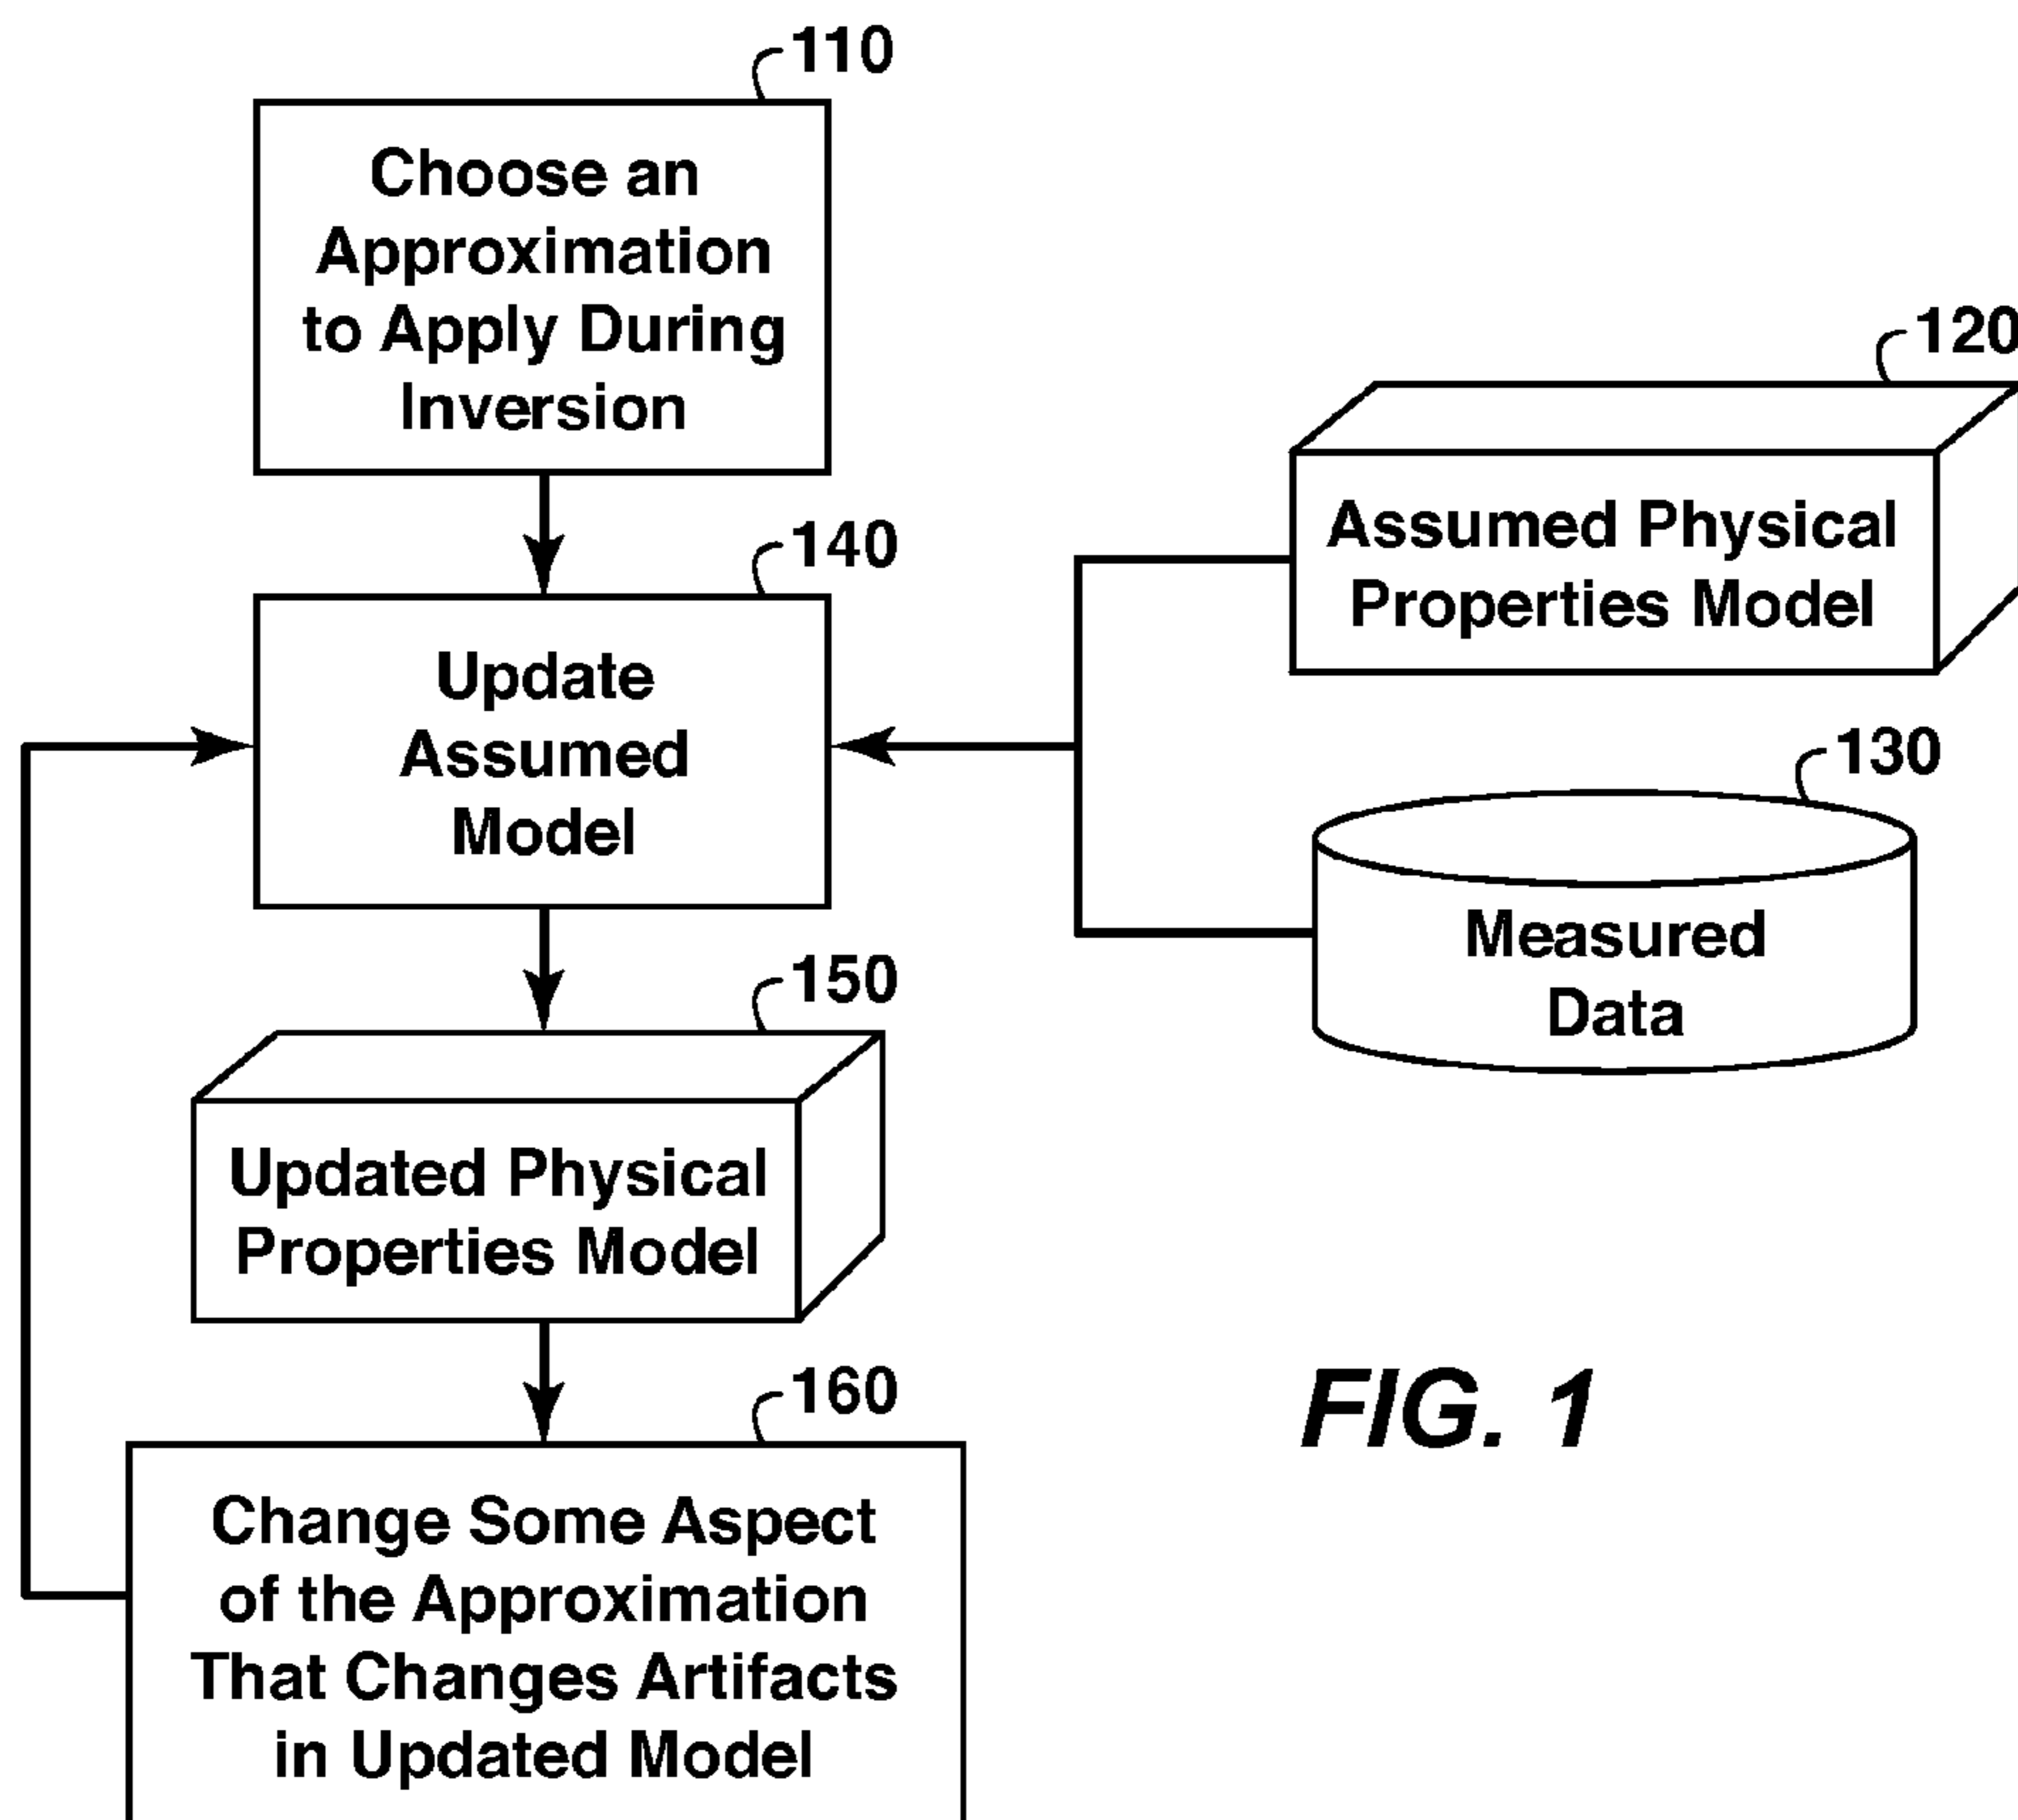 110
Choose an
Approximation
to Apply During
Inversion
120
Assumed Physical
Properties Model
140
Update
Assumed
Model
130
Measured
Data
150
Updated Physical
Properties Model
160
Change Some Aspect
of the Approximation
That Changes Artifacts
in Updated Model
FIG. 1